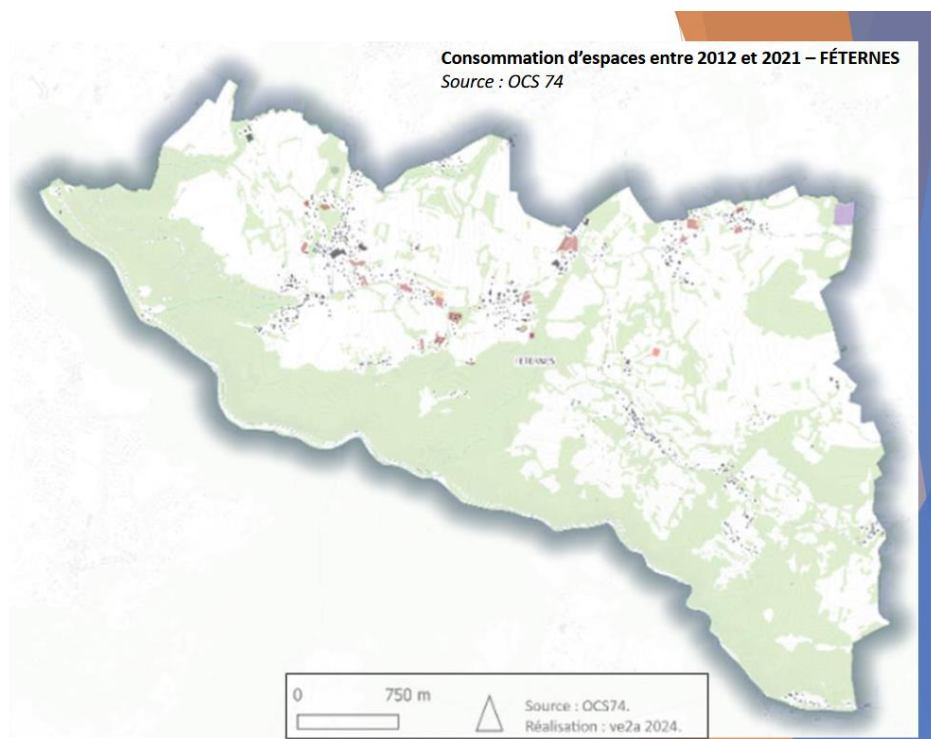 Consommation d'espaces entre 2012 et 2021 – FÉTERNES
Source : OCS 74
FÉTERNES
0 750 m
Source : OCS74.
Réalisation : ve2a 2024.